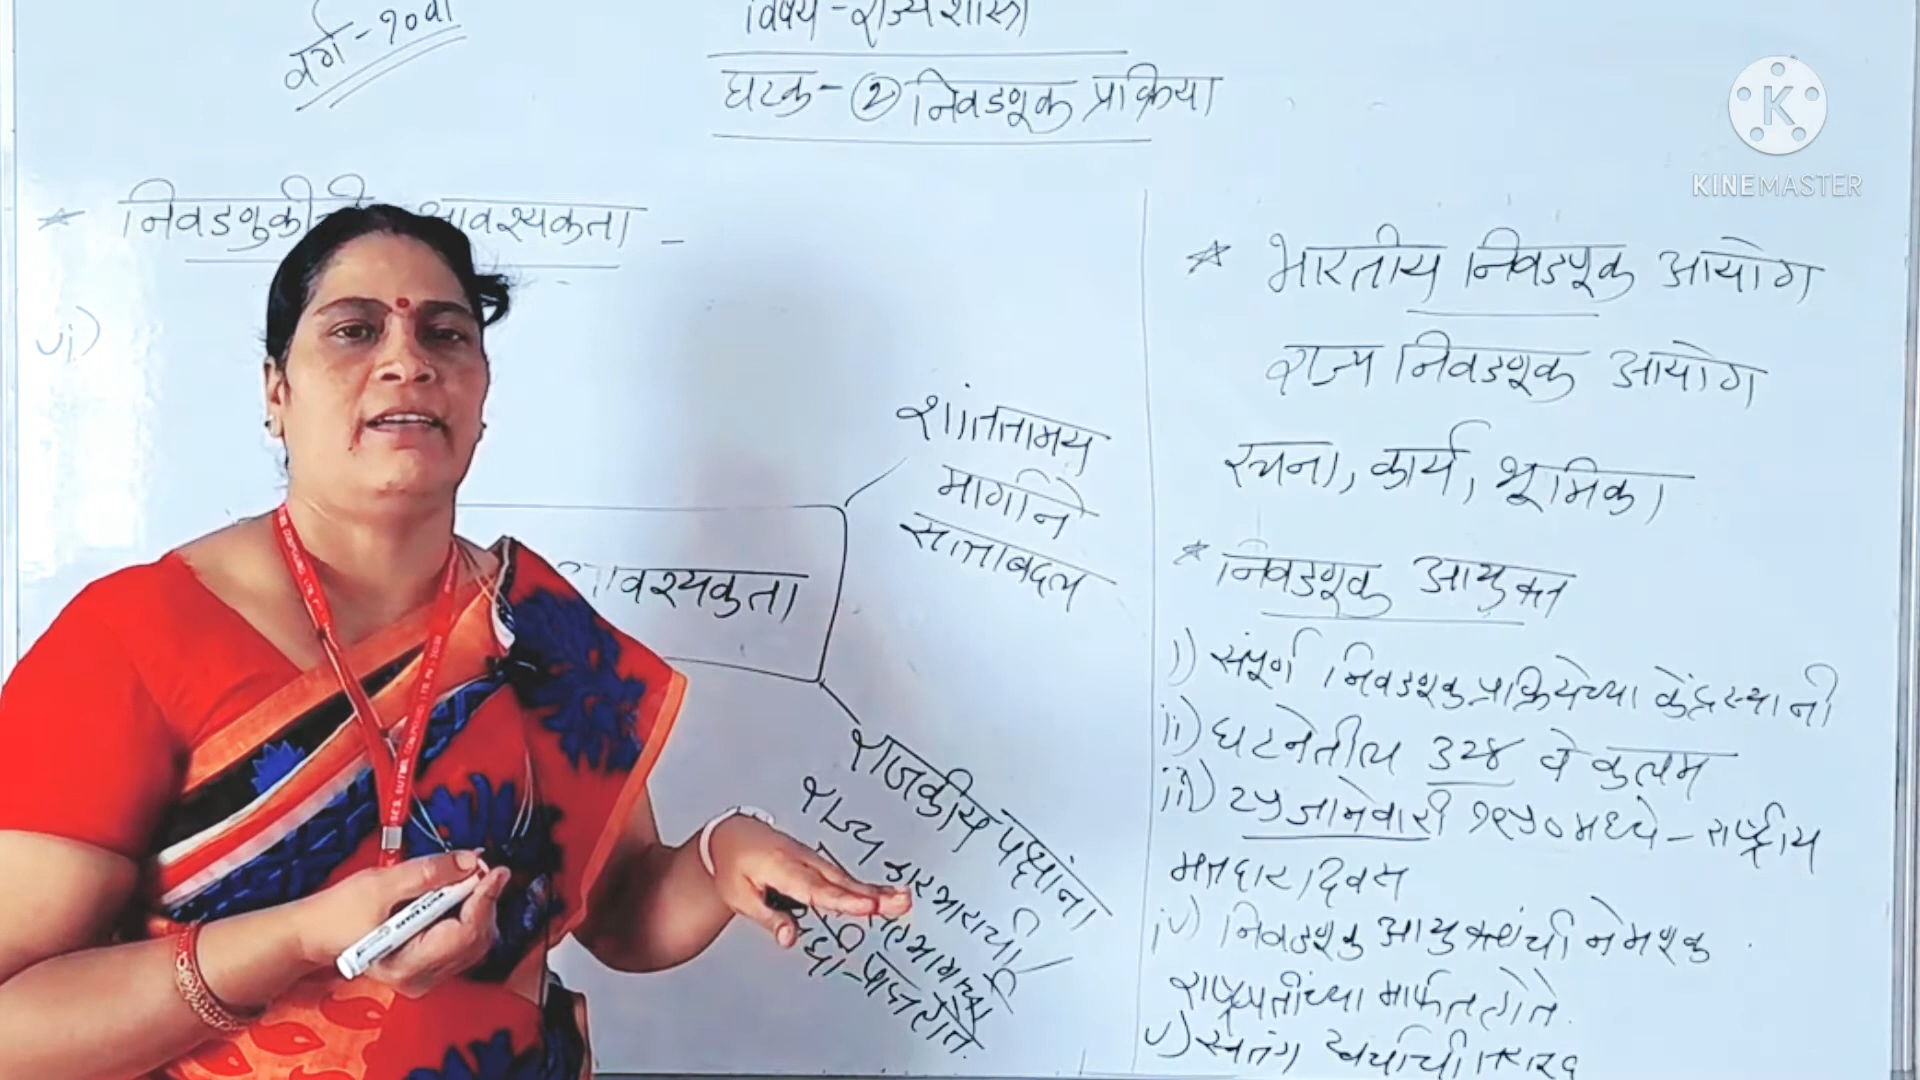 वर्ग - १०वी
विषय - राज्यशास्त्र
घटक - २ निवडणूक प्रक्रिया
KINEMASTER
* निवडणुकीची आवश्यकता -
vi)
आवश्यकता
शांततामय
मार्गाने
सत्ताबदल
राजकीय पक्षांना
राज्य कारभाराची
संधी - प्राप्त होते.
* भारतीय निवडणूक आयोग
राज्य निवडणूक आयोग
रचना, कार्य, भूमिका
* निवडणूक आयुक्त
i) संपूर्ण निवडणूक प्रक्रियेच्या केंद्रस्थानी
ii) घटनेतील ३२४ वे कलम
iii) २५ जानेवारी १९५० मध्ये - राष्ट्रीय
मतदार दिवस
iv) निवडणूक आयुक्तांची नेमणूक
राष्ट्रपतींच्या मार्फत होते.
v) स्वतंत्र खर्चाची तरतूद